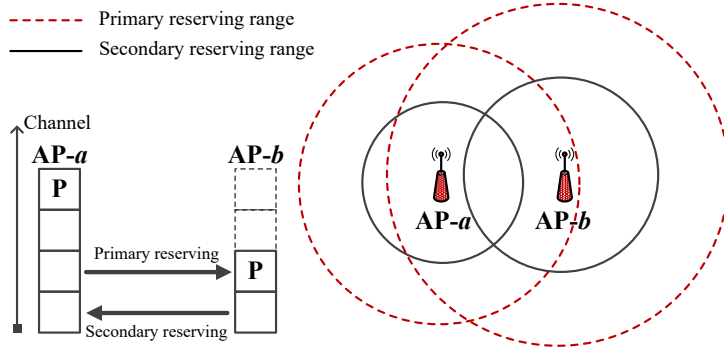 Primary reserving range
Secondary reserving range
Channel
AP-a
AP-b
P
Primary reserving
P
Secondary reserving
AP-a
AP-b